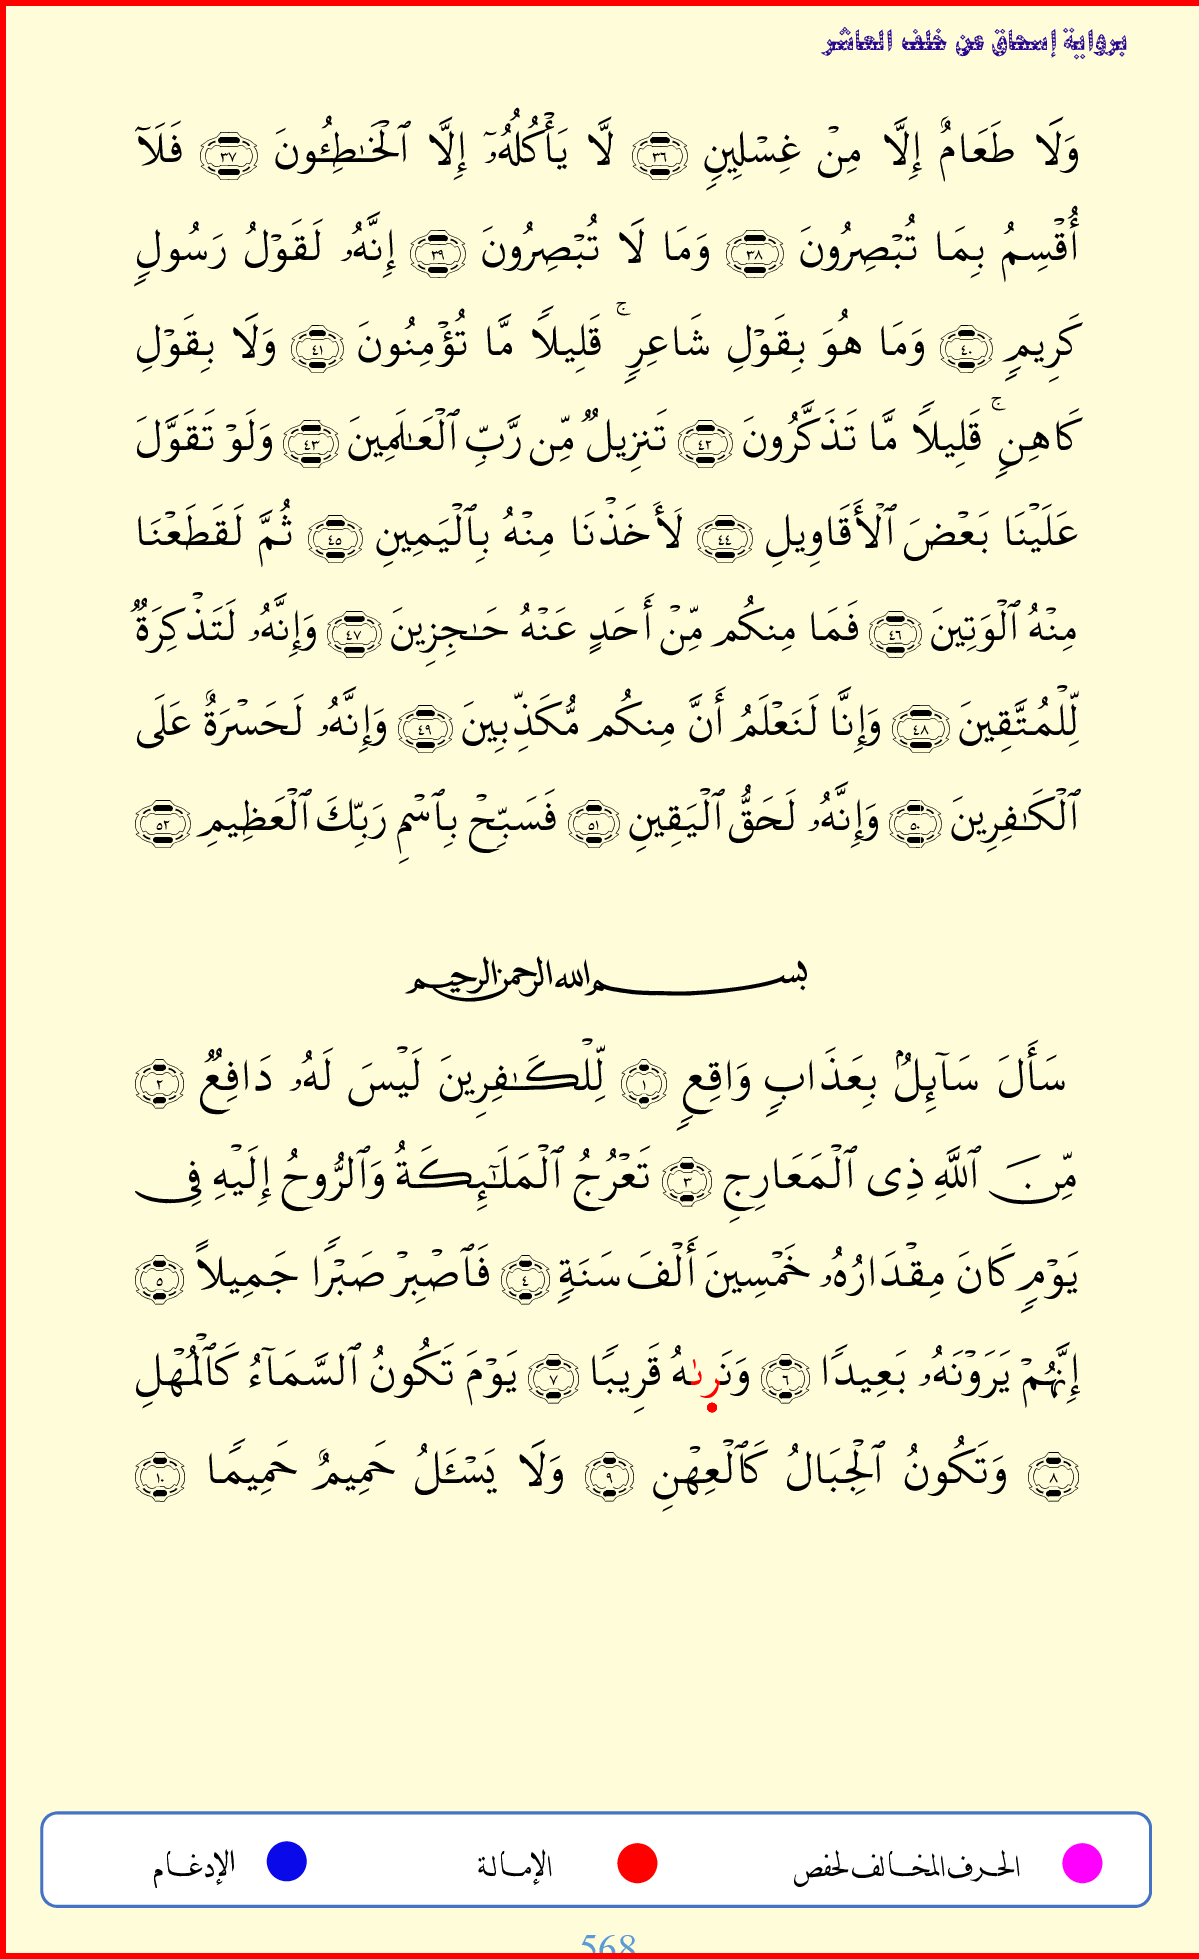 برواية إسحاق عن خلف العاشر
وَلَا طَعَامٌ إِلَّا مِنْ غِسْلِينٍ ٣٦ لَّا يَأْكُلُهُۥٓ إِلَّا ٱلْخَـٰطِـُٔونَ ٣٧ فَلَآ
أُقْسِمُ بِمَا تُبْصِرُونَ ٣٨ وَمَا لَا تُبْصِرُونَ ٣٩ إِنَّهُۥ لَقَوْلُ رَسُولٍ
كَرِيمٍ ٤٠ وَمَا هُوَ بِقَوْلِ شَاعِرٍ ۚ قَلِيلًا مَّا تُؤْمِنُونَ ٤١ وَلَا بِقَوْلِ
كَاهِنٍ ۚ قَلِيلًا مَّا تَذَكَّرُونَ ٤٢ تَنزِيلٌ مِّن رَّبِّ ٱلْعَـٰلَمِينَ ٤٣ وَلَوْ تَقَوَّلَ
عَلَيْنَا بَعْضَ ٱلْأَقَاوِيلِ ٤٤ لَأَخَذْنَا مِنْهُ بِٱلْيَمِينِ ٤٥ ثُمَّ لَقَطَعْنَا
مِنْهُ ٱلْوَتِينَ ٤٦ فَمَا مِنكُم مِّنْ أَحَدٍ عَنْهُ حَـٰجِزِينَ ٤٧ وَإِنَّهُۥ لَتَذْكِرَةٌ
لِّلْمُتَّقِينَ ٤٨ وَإِنَّا لَنَعْلَمُ أَنَّ مِنكُم مُّكَذِّبِينَ ٤٩ وَإِنَّهُۥ لَحَسْرَةٌ عَلَى
ٱلْكَـٰفِرِينَ ٥٠ وَإِنَّهُۥ لَحَقُّ ٱلْيَقِينِ ٥١ فَسَبِّحْ بِٱسْمِ رَبِّكَ ٱلْعَظِيمِ ٥٢
بسم الله الرحمن الرحيم
سَأَلَ سَآئِلٌۢ بِعَذَابٍ وَاقِعٍ ١ لِّلْكَـٰفِرِينَ لَيْسَ لَهُۥ دَافِعٌ ٢
مِّنَ ٱللَّهِ ذِى ٱلْمَعَارِجِ ٣ تَعْرُجُ ٱلْمَلَـٰٓئِكَةُ وَٱلرُّوحُ إِلَيْهِ فِى
يَوْمٍ كَانَ مِقْدَارُهُۥ خَمْسِينَ أَلْفَ سَنَةٍ ٤ فَٱصْبِرْ صَبْرًا جَمِيلًا ٥
إِنَّهُمْ يَرَوْنَهُۥ بَعِيدًا ٦ وَنَرِىٰهُ قَرِيبًا ٧ يَوْمَ تَكُونُ ٱلسَّمَآءُ كَٱلْمُهْلِ
٨ وَتَكُونُ ٱلْجِبَالُ كَٱلْعِهْنِ ٩ وَلَا يَسْـَٔلُ حَمِيمٌ حَمِيمًا ١٠
الحرف المخالف لحفص الإمالة الإدغام
568